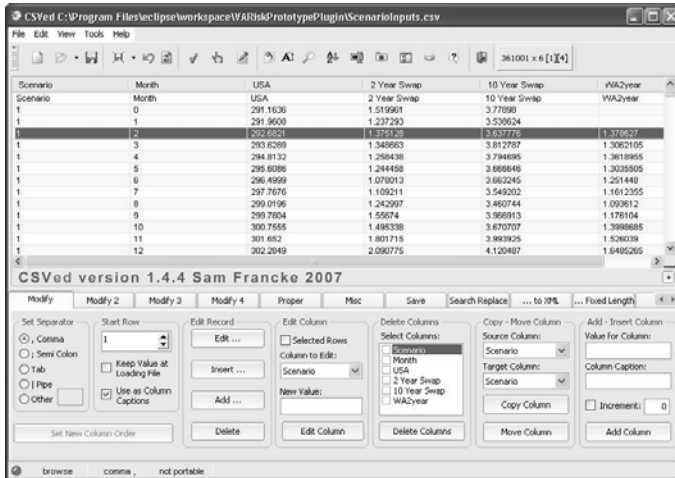 CSVed C:\Program Files\eclipse\workspace\VARiskPrototypePlugin\ScenarioInputs.csv
File Edit View Tools Help
361001 x 6 [1][4]
Scenario Month USA 2 Year Swap 10 Year Swap WA2year
Scenario Month USA 2 Year Swap 10 Year Swap WA2year
1 0 291.1636 1.519961 3.77898
1 1 291.9608 1.237293 3.538624
1 2 292.6821 1.375128 3.637776 1.378627
1 3 293.6289 1.348663 3.812787 1.3062105
1 4 294.8132 1.258438 3.794695 1.3618955
1 5 295.6086 1.244458 3.666646 1.3035505
1 6 296.4999 1.078013 3.663245 1.251448
1 7 297.7676 1.109211 3.549202 1.1612355
1 8 299.0196 1.242997 3.460744 1.093612
1 9 299.7804 1.55674 3.966913 1.176104
1 10 300.7555 1.495338 3.670707 1.3998685
1 11 301.652 1.801715 3.993925 1.526039
1 12 302.2849 2.090775 4.120487 1.6485265
CSVed version 1.4.4 Sam Francke 2007
Modify Modify 2 Modify 3 Modify 4 Proper Misc Save Search Replace ... to XML ... Fixed Length
Set Separator
, Comma
; Semi Colon
Tab
| Pipe
Other
Set New Column Order
Start Row
1
Keep Value at
Loading File
Use as Column
Captions
Edit Record
Edit ...
Insert ...
Add ...
Delete
Edit Column
Selected Rows
Column to Edit:
Scenario
New Value:
Edit Column
Delete Columns
Select Columns:
Scenario
Month
USA
2 Year Swap
10 Year Swap
WA2year
Delete Columns
Copy - Move Column
Source Column:
Scenario
Target Column:
Scenario
Copy Column
Move Column
Add - Insert Column
Value for Column:
Column Caption:
Increment: 0
Add Column
browse comma , not portable